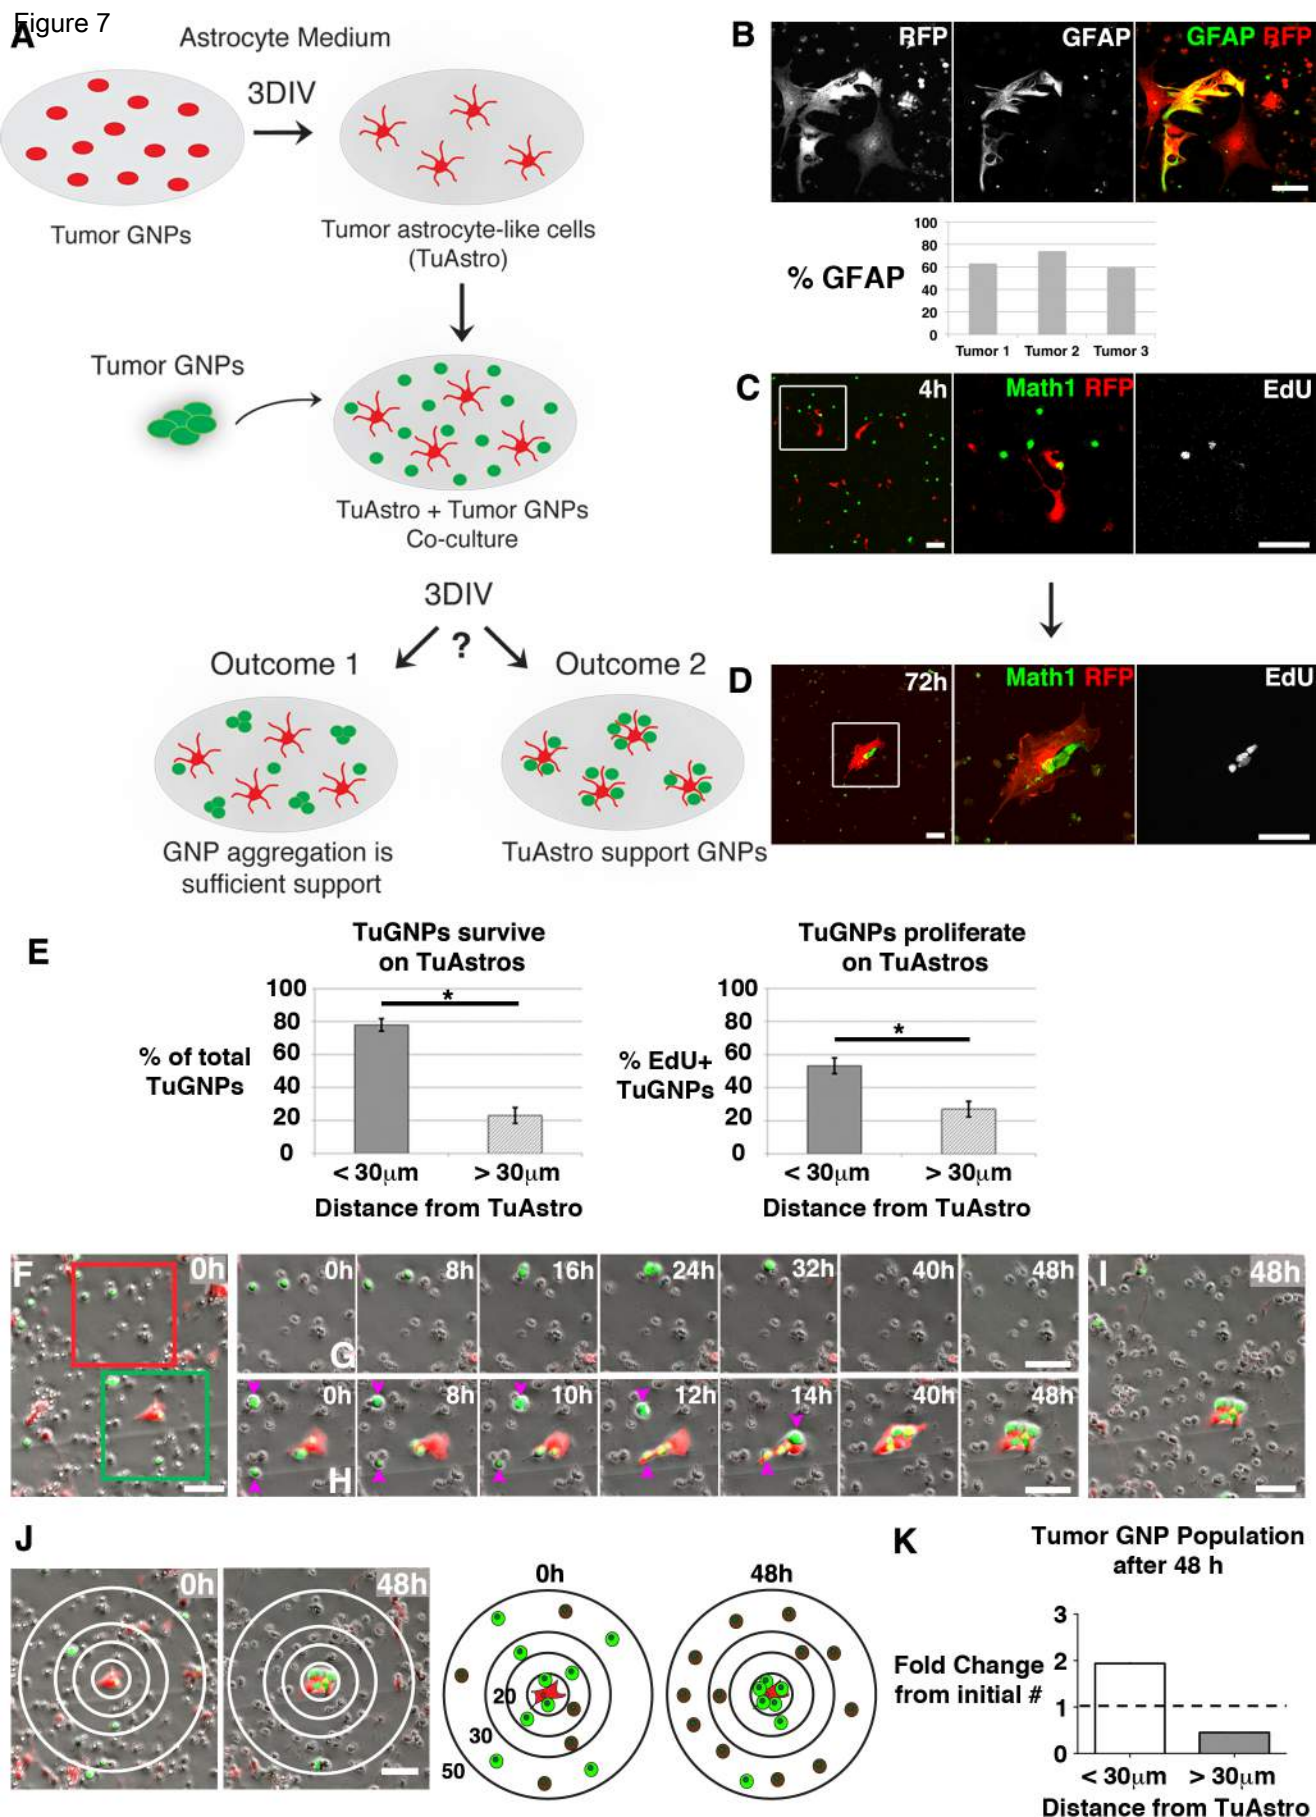 Figure 7
A
Astrocyte Medium
3DIV
Tumor GNPs
Tumor astrocyte-like cells
(TuAstro)
Tumor GNPs
TuAstro + Tumor GNPs
Co-culture
3DIV
?
Outcome 1
Outcome 2
GNP aggregation is
sufficient support
TuAstro support GNPs
B
RFP
GFAP
GFAP RFP
% GFAP
100
80
60
40
20
0
Tumor 1 Tumor 2 Tumor 3
C
4h
Math1 RFP
EdU
D
72h
Math1 RFP
EdU
E
TuGNPs survive
on TuAstros
% of total
TuGNPs
100
80
60
40
20
0
*
< 30μm > 30μm
Distance from TuAstro
TuGNPs proliferate
on TuAstros
% EdU+
TuGNPs
100
80
60
40
20
0
*
< 30μm > 30μm
Distance from TuAstro
F
0h
G
0h 8h 16h 24h 32h 40h 48h
H
0h 8h 10h 12h 14h 40h 48h
I
48h
J
0h
48h
0h
20
30
50
48h
K
Tumor GNP Population
after 48 h
Fold Change
from initial #
3
2
1
0
< 30μm > 30μm
Distance from TuAstro